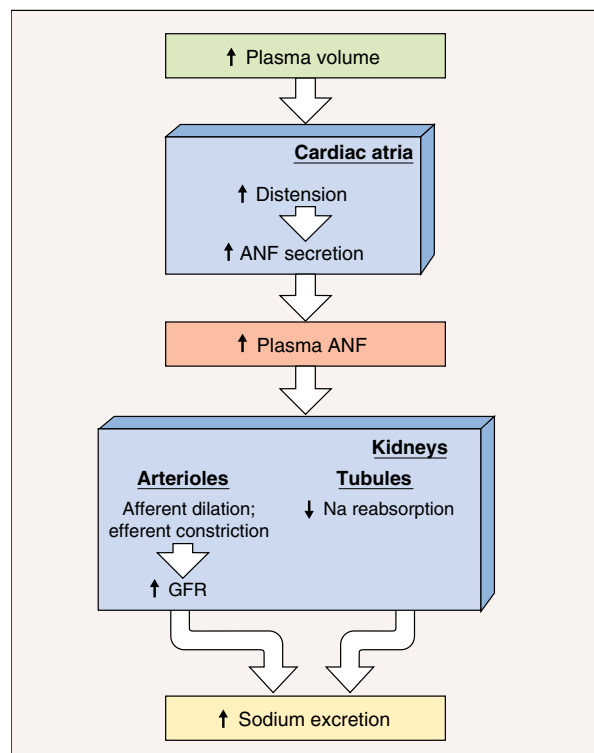 ↑ Plasma volume
Cardiac atria
↑ Distension
↑ ANF secretion
↑ Plasma ANF
Kidneys
Arterioles
Afferent dilation;
efferent constriction
↑ GFR
Tubules
↓ Na reabsorption
↑ Sodium excretion